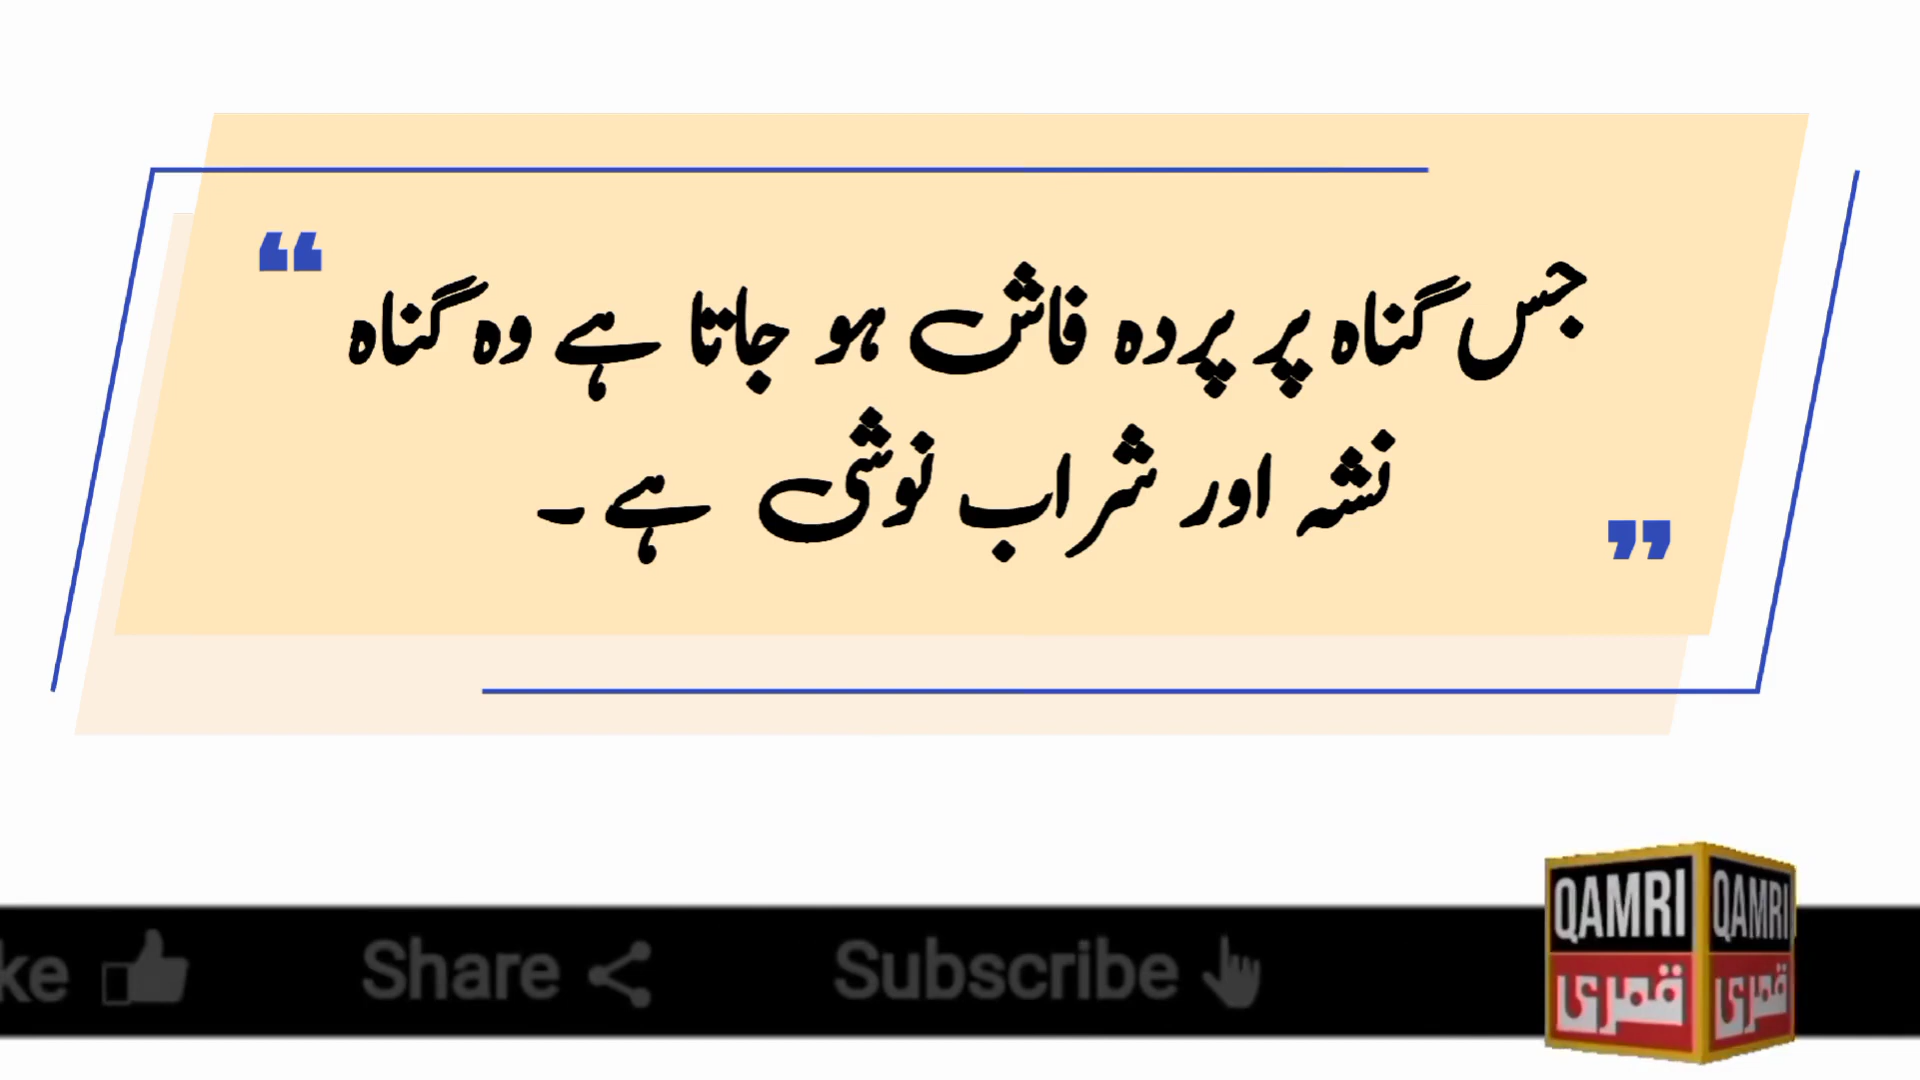 جس گناہ پر پردہ فاش ہو جاتا ہے وہ گناہ
نشہ اور شراب نوشی ہے ۔
ke Share Subscribe
QAMRI QAMRI
قمری قمری